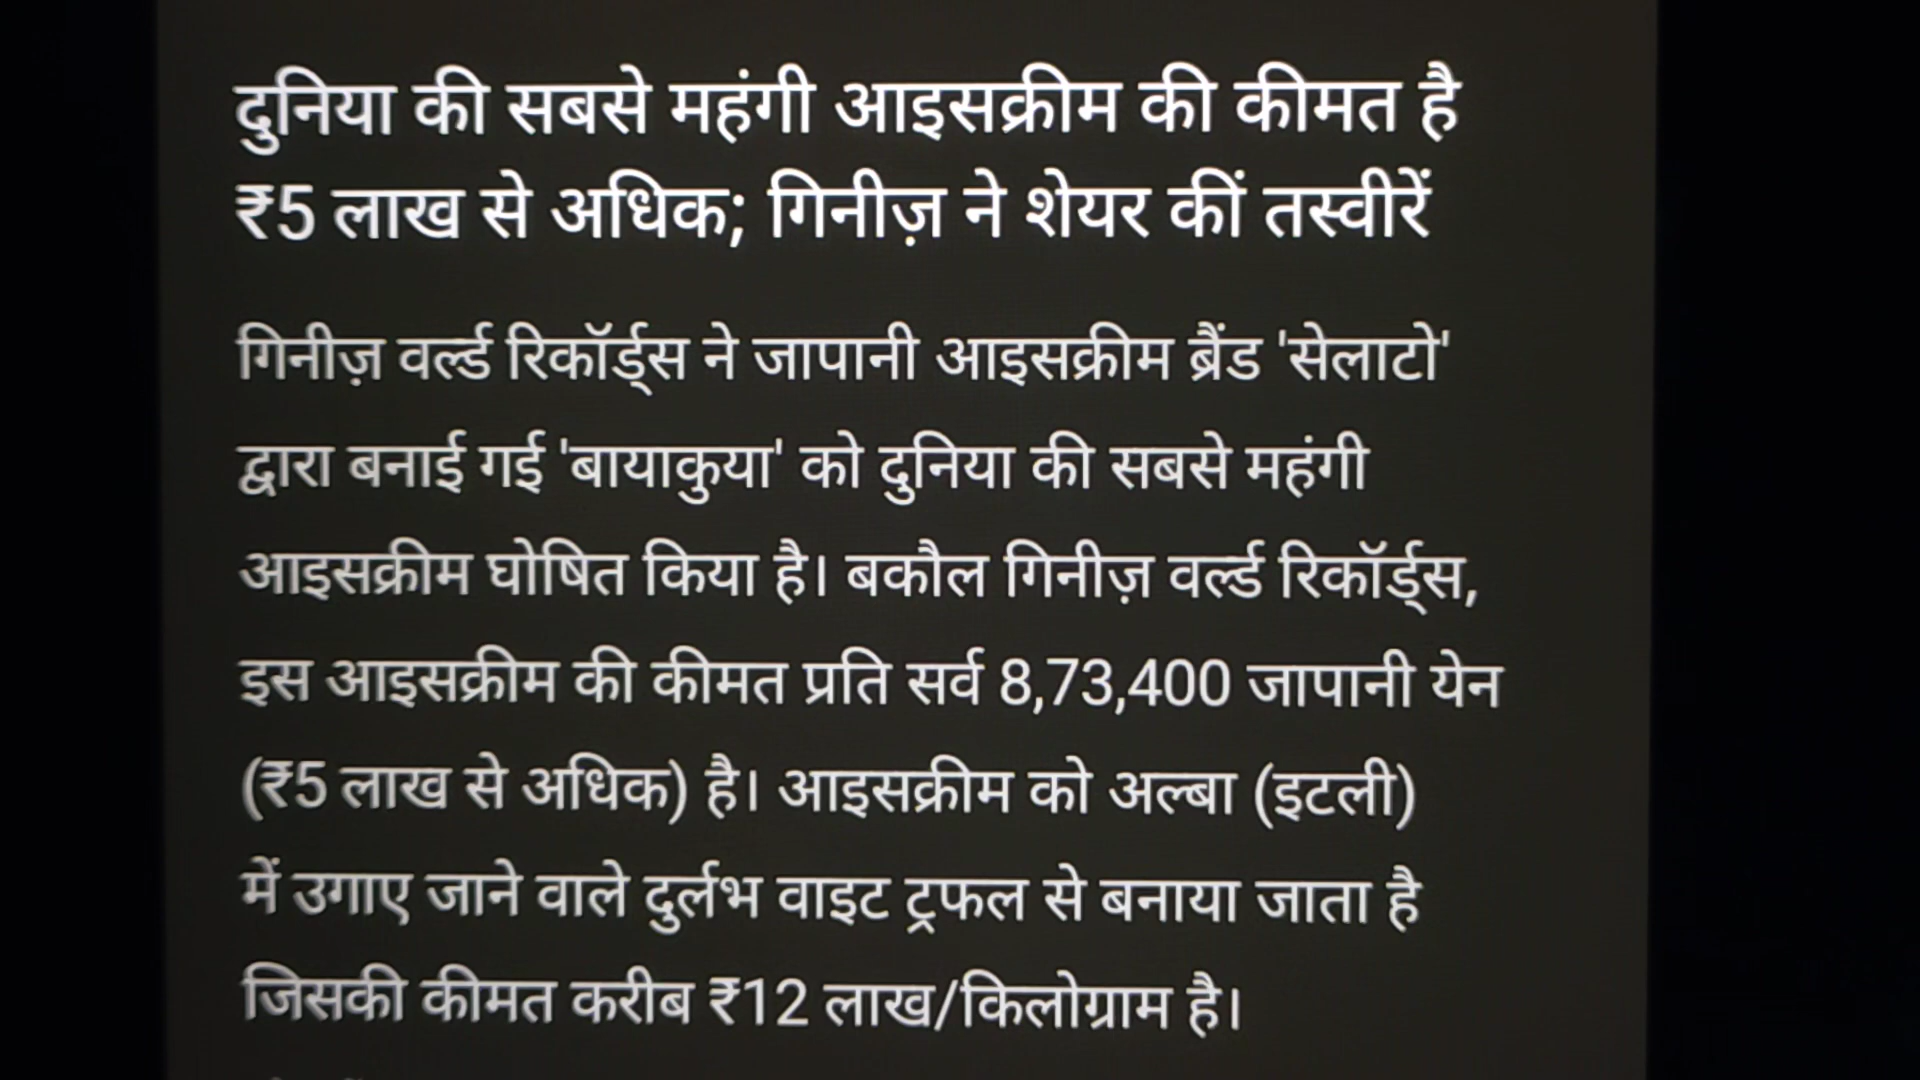 दुनिया की सबसे महंगी आइसक्रीम की कीमत है
₹5 लाख से अधिक; गिनीज़ ने शेयर कीं तस्वीरें
गिनीज़ वर्ल्ड रिकॉर्ड्स ने जापानी आइसक्रीम ब्रैंड 'सेलाटो'
द्वारा बनाई गई 'बायाकुया' को दुनिया की सबसे महंगी
आइसक्रीम घोषित किया है। बकौल गिनीज़ वर्ल्ड रिकॉर्ड्स,
इस आइसक्रीम की कीमत प्रति सर्व 8,73,400 जापानी येन
(₹5 लाख से अधिक) है। आइसक्रीम को अल्बा (इटली)
में उगाए जाने वाले दुर्लभ वाइट ट्रफल से बनाया जाता है
जिसकी कीमत करीब ₹12 लाख/किलोग्राम है।